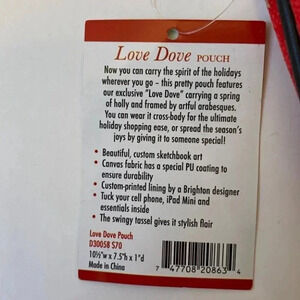 Love Dove POUCH
Now you can carry the spirit of the holidays
wherever you go – this pretty pouch features
our exclusive "Love Dove" carrying a spring
of holly and framed by artful arabesques.
You can wear it cross-body for the ultimate
holiday shopping ease, or spread the season's
joys by giving it to someone special!
• Beautiful, custom sketchbook art
• Canvas fabric has a special PU coating to
ensure durability
• Custom-printed lining by a Brighton designer
• Tuck your cell phone, iPad Mini and
essentials inside
• The swingy tassel gives it stylish flair
Love Dove Pouch
D3005B $70
10½"w x 7.5"h x 1"d
Made in China
7 47708 20863 4